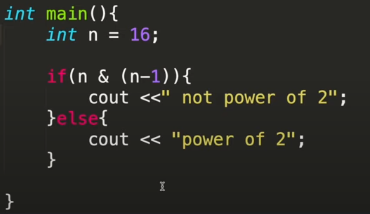 int main(){
    int n = 16;
    if(n & (n-1)){
        cout <<" not power of 2";
    }else{
        cout << "power of 2";
    }
}